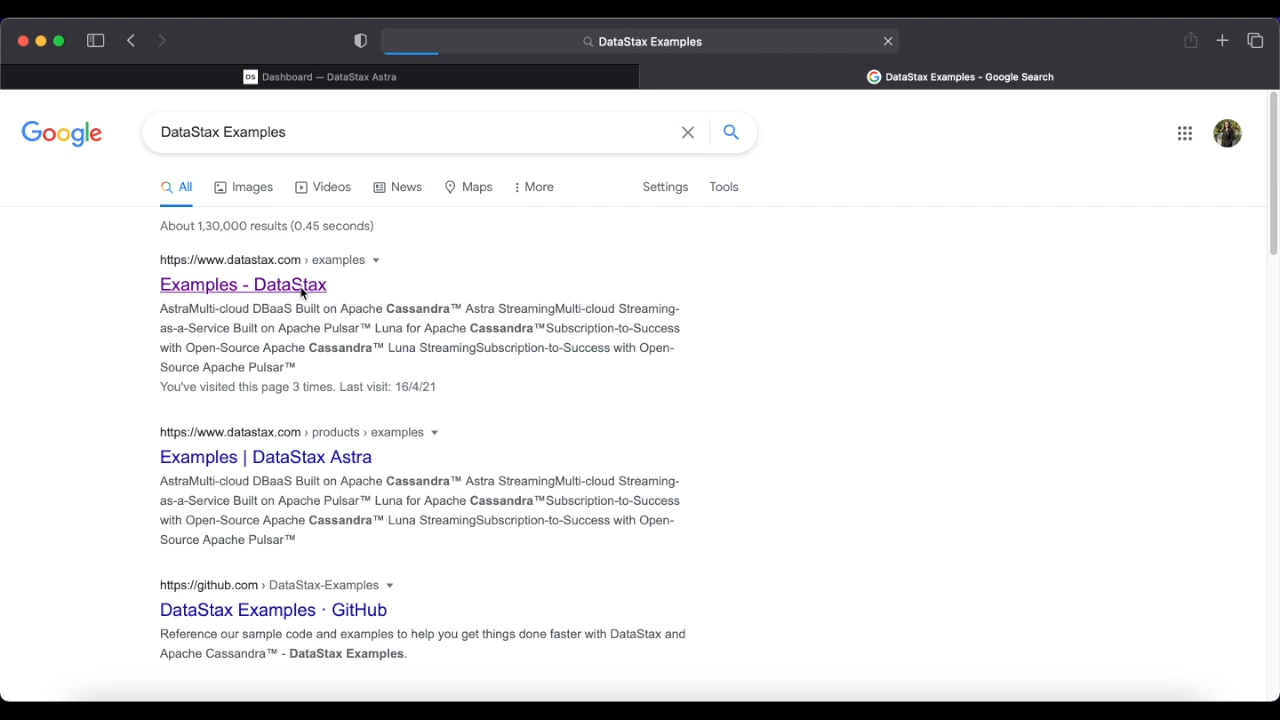 DataStax Examples
DS Dashboard — DataStax Astra
DataStax Examples - Google Search
Google
DataStax Examples
All Images Videos News Maps More Settings Tools
About 1,30,000 results (0.45 seconds)
https://www.datastax.com › examples
Examples - DataStax
AstraMulti-cloud DBaaS Built on Apache Cassandra™ Astra StreamingMulti-cloud Streaming-
as-a-Service Built on Apache Pulsar™ Luna for Apache Cassandra™Subscription-to-Success
with Open-Source Apache Cassandra™ Luna StreamingSubscription-to-Success with Open-
Source Apache Pulsar™
You've visited this page 3 times. Last visit: 16/4/21
https://www.datastax.com › products › examples
Examples | DataStax Astra
AstraMulti-cloud DBaaS Built on Apache Cassandra™ Astra StreamingMulti-cloud Streaming-
as-a-Service Built on Apache Pulsar™ Luna for Apache Cassandra™Subscription-to-Success
with Open-Source Apache Cassandra™ Luna StreamingSubscription-to-Success with Open-
Source Apache Pulsar™
https://github.com › DataStax-Examples
DataStax Examples · GitHub
Reference our sample code and examples to help you get things done faster with DataStax and
Apache Cassandra™ - DataStax Examples.